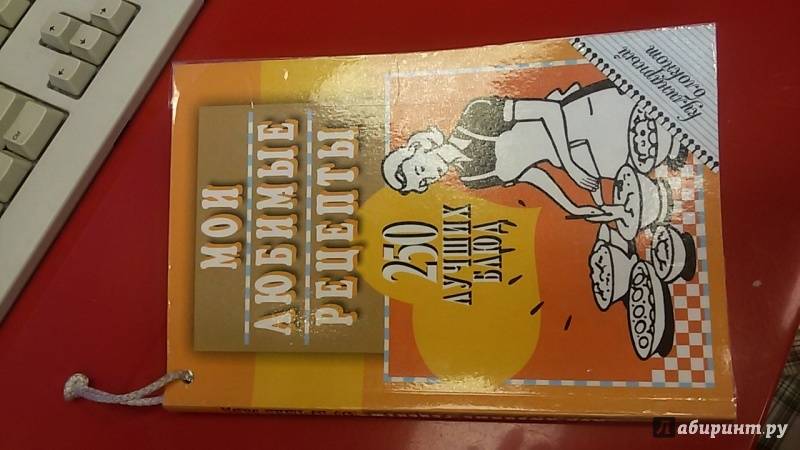 МОИ
ЛЮБИМЫЕ
РЕЦЕПТЫ
250
ЛУЧШИХ
БЛЮД
кулинарный
блокнот
Лабиринт.ру